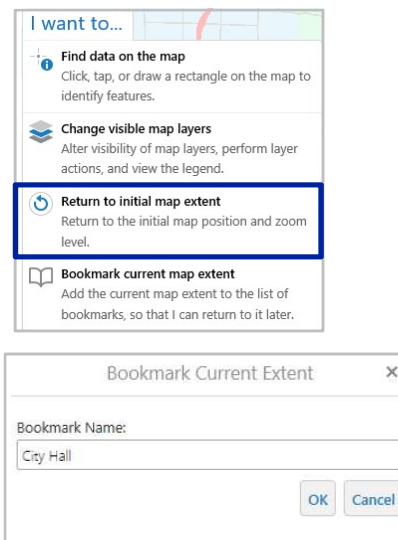 I want to...
Find data on the map
Click, tap, or draw a rectangle on the map to
identify features.
Change visible map layers
Alter visibility of map layers, perform layer
actions, and view the legend.
Return to initial map extent
Return to the initial map position and zoom
level.
Bookmark current map extent
Add the current map extent to the list of
bookmarks, so that I can return to it later.
Bookmark Current Extent
Bookmark Name:
City Hall
OK Cancel